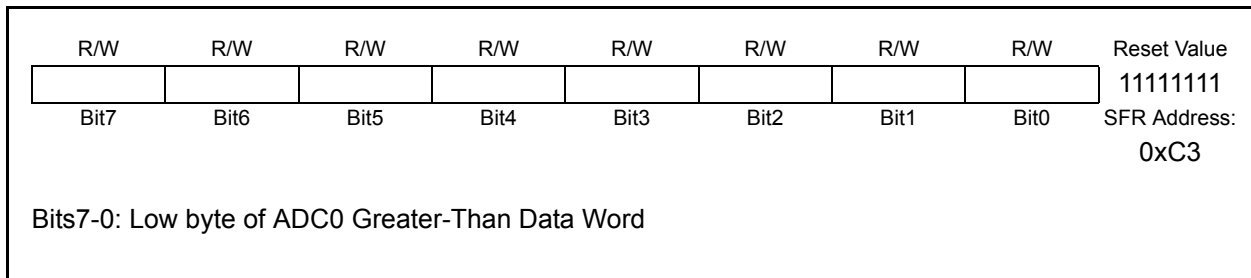 R/W R/W R/W R/W R/W R/W R/W R/W Reset Value
11111111
Bit7 Bit6 Bit5 Bit4 Bit3 Bit2 Bit1 Bit0 SFR Address:
0xC3
Bits7-0: Low byte of ADC0 Greater-Than Data Word